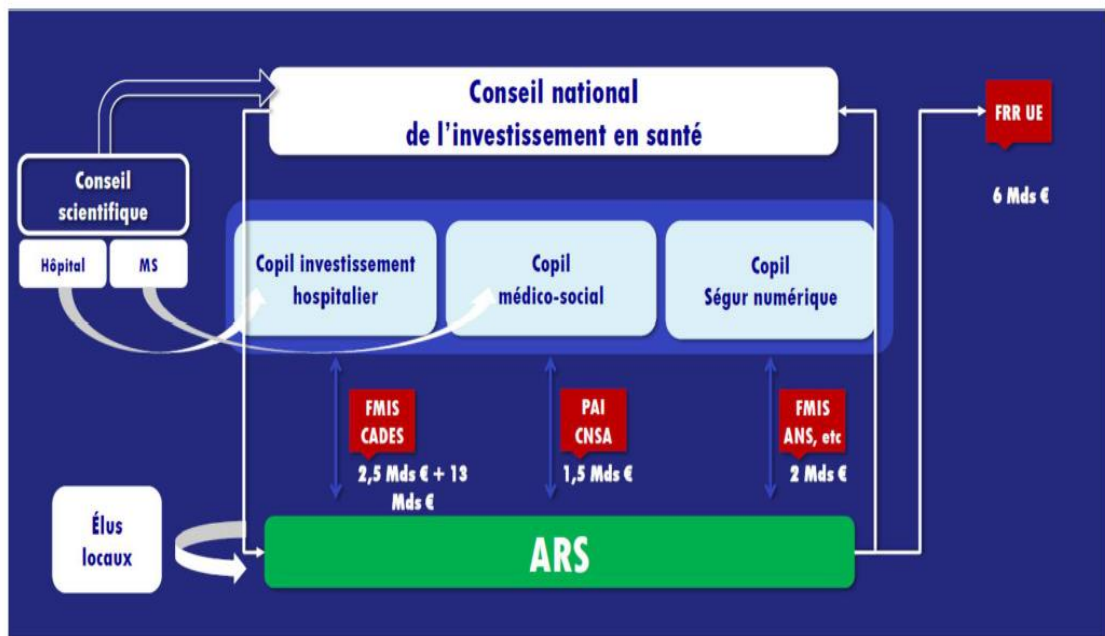 Conseil national
de l'investissement en santé
FRR UE
6 Mds €
Conseil
scientifique
Hôpital
MS
Copil investissement
hospitalier
Copil
médico-social
Copil
Ségur numérique
FMIS
CADES
2,5 Mds € + 13
Mds €
PAI
CNSA
1,5 Mds €
FMIS
ANS, etc
2 Mds €
Élus
locaux
ARS